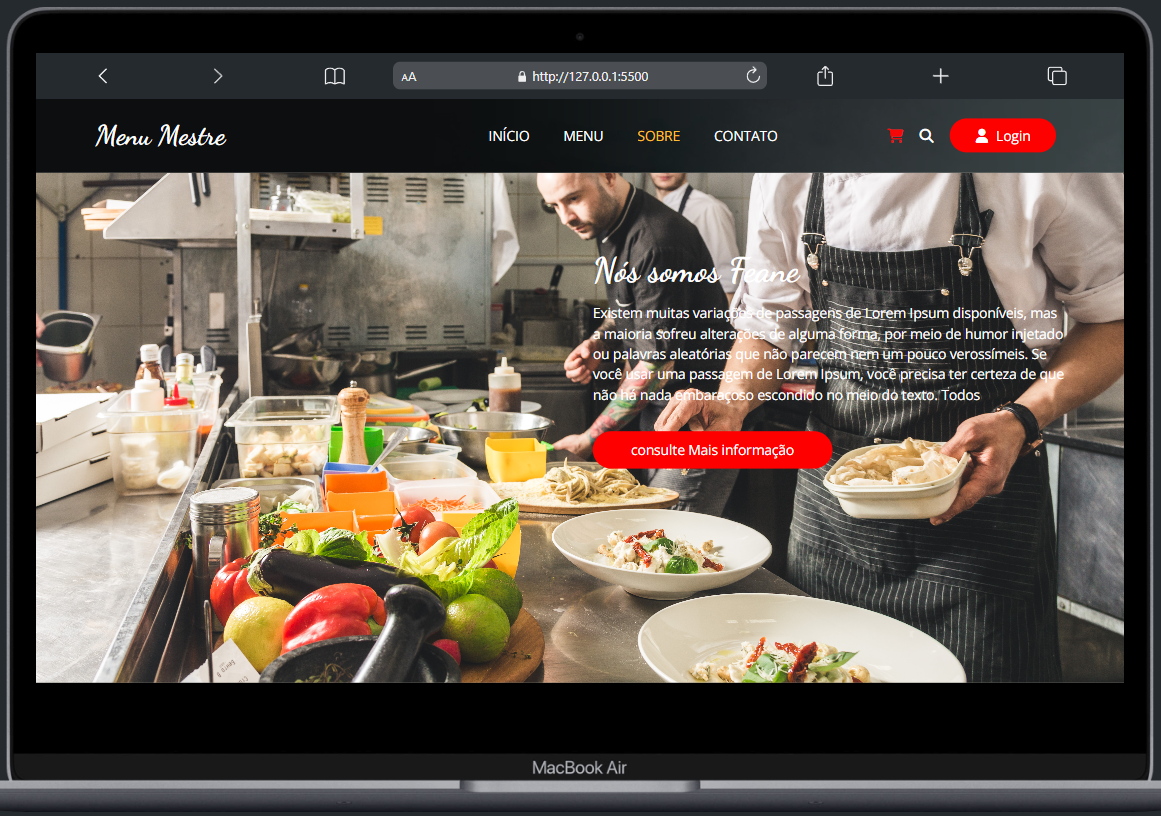 AA
http://127.0.0.1:5500
Menu Mestre
INÍCIO MENU SOBRE CONTATO
Login
Nós somos Feane
Existem muitas variações de passagens de Lorem Ipsum disponíveis, mas
a maioria sofreu alterações de alguma forma, por meio de humor injetado
ou palavras aleatórias que não parecem nem um pouco verossímeis. Se
você usar uma passagem de Lorem Ipsum, você precisa ter certeza de que
não há nada embaraçoso escondido no meio do texto. Todos
consulte Mais informação
MacBook Air